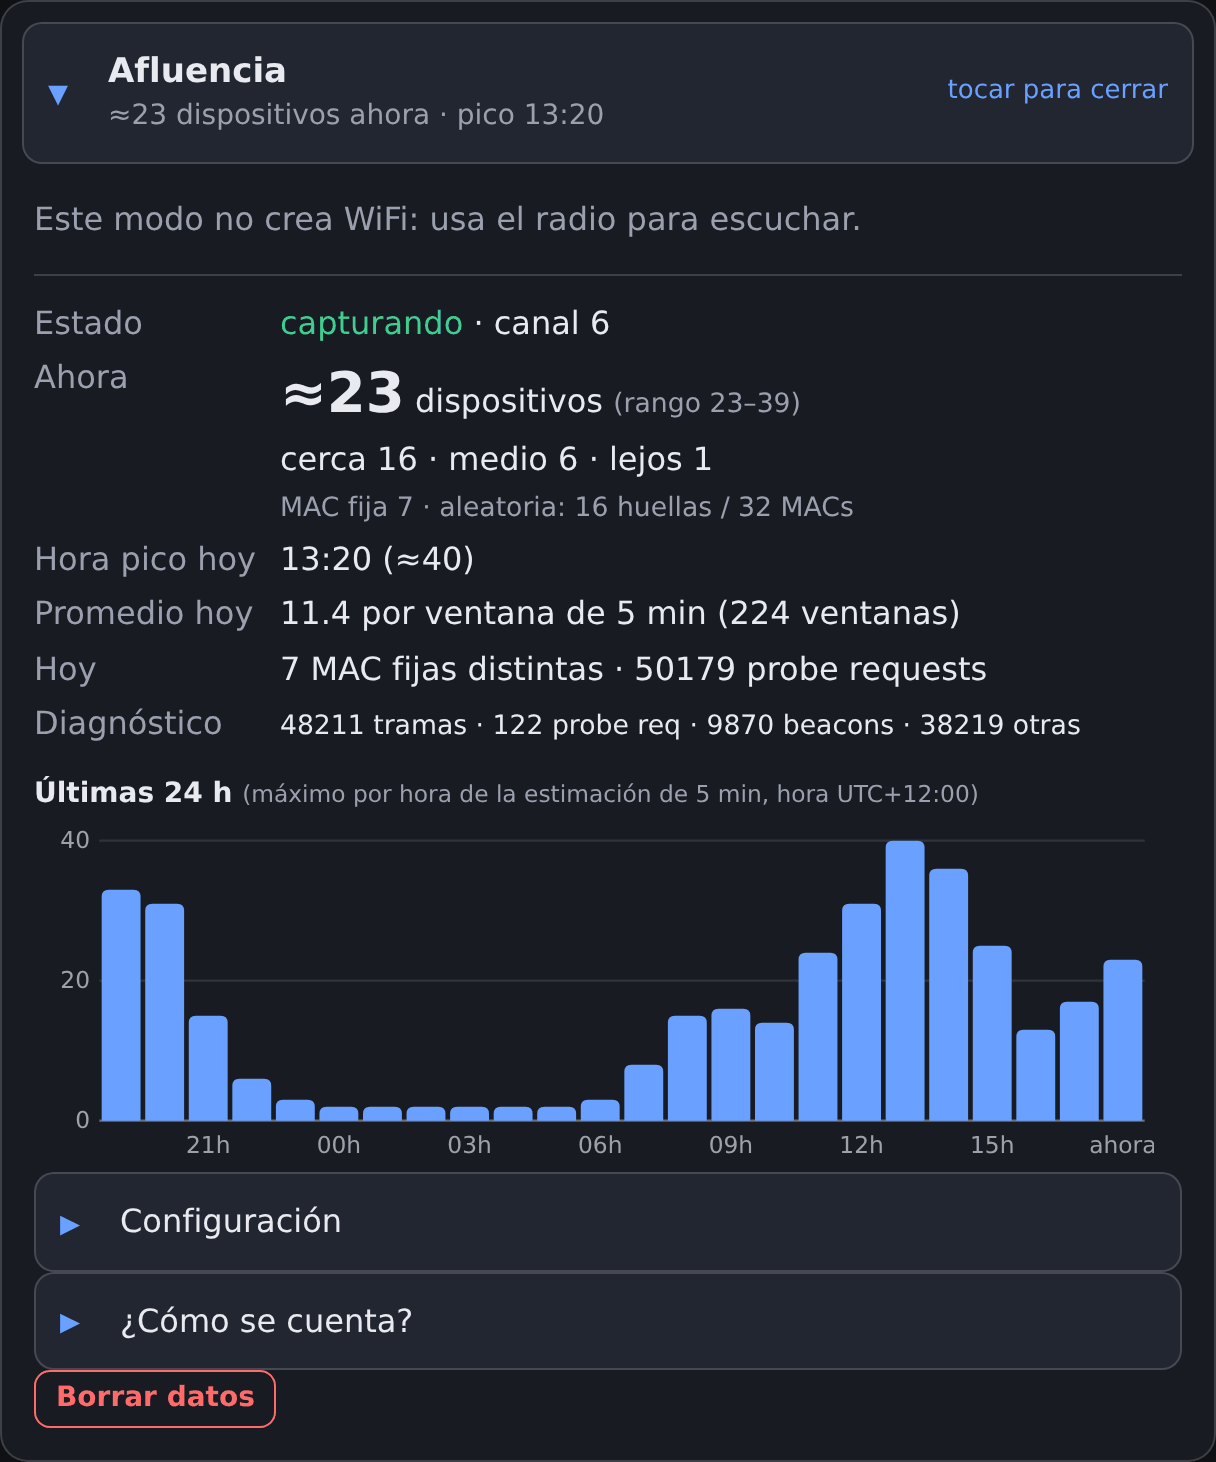 ▼ Afluencia
≈23 dispositivos ahora · pico 13:20
tocar para cerrar
Este modo no crea WiFi: usa el radio para escuchar.
Estado capturando · canal 6
Ahora ≈23 dispositivos (rango 23–39)
cerca 16 · medio 6 · lejos 1
MAC fija 7 · aleatoria: 16 huellas / 32 MACs
Hora pico hoy 13:20 (≈40)
Promedio hoy 11.4 por ventana de 5 min (224 ventanas)
Hoy 7 MAC fijas distintas · 50179 probe requests
Diagnóstico 48211 tramas · 122 probe req · 9870 beacons · 38219 otras
Últimas 24 h (máximo por hora de la estimación de 5 min, hora UTC+12:00)
40
20
0
21h 00h 03h 06h 09h 12h 15h ahora
▶ Configuración
▶ ¿Cómo se cuenta?
Borrar datos